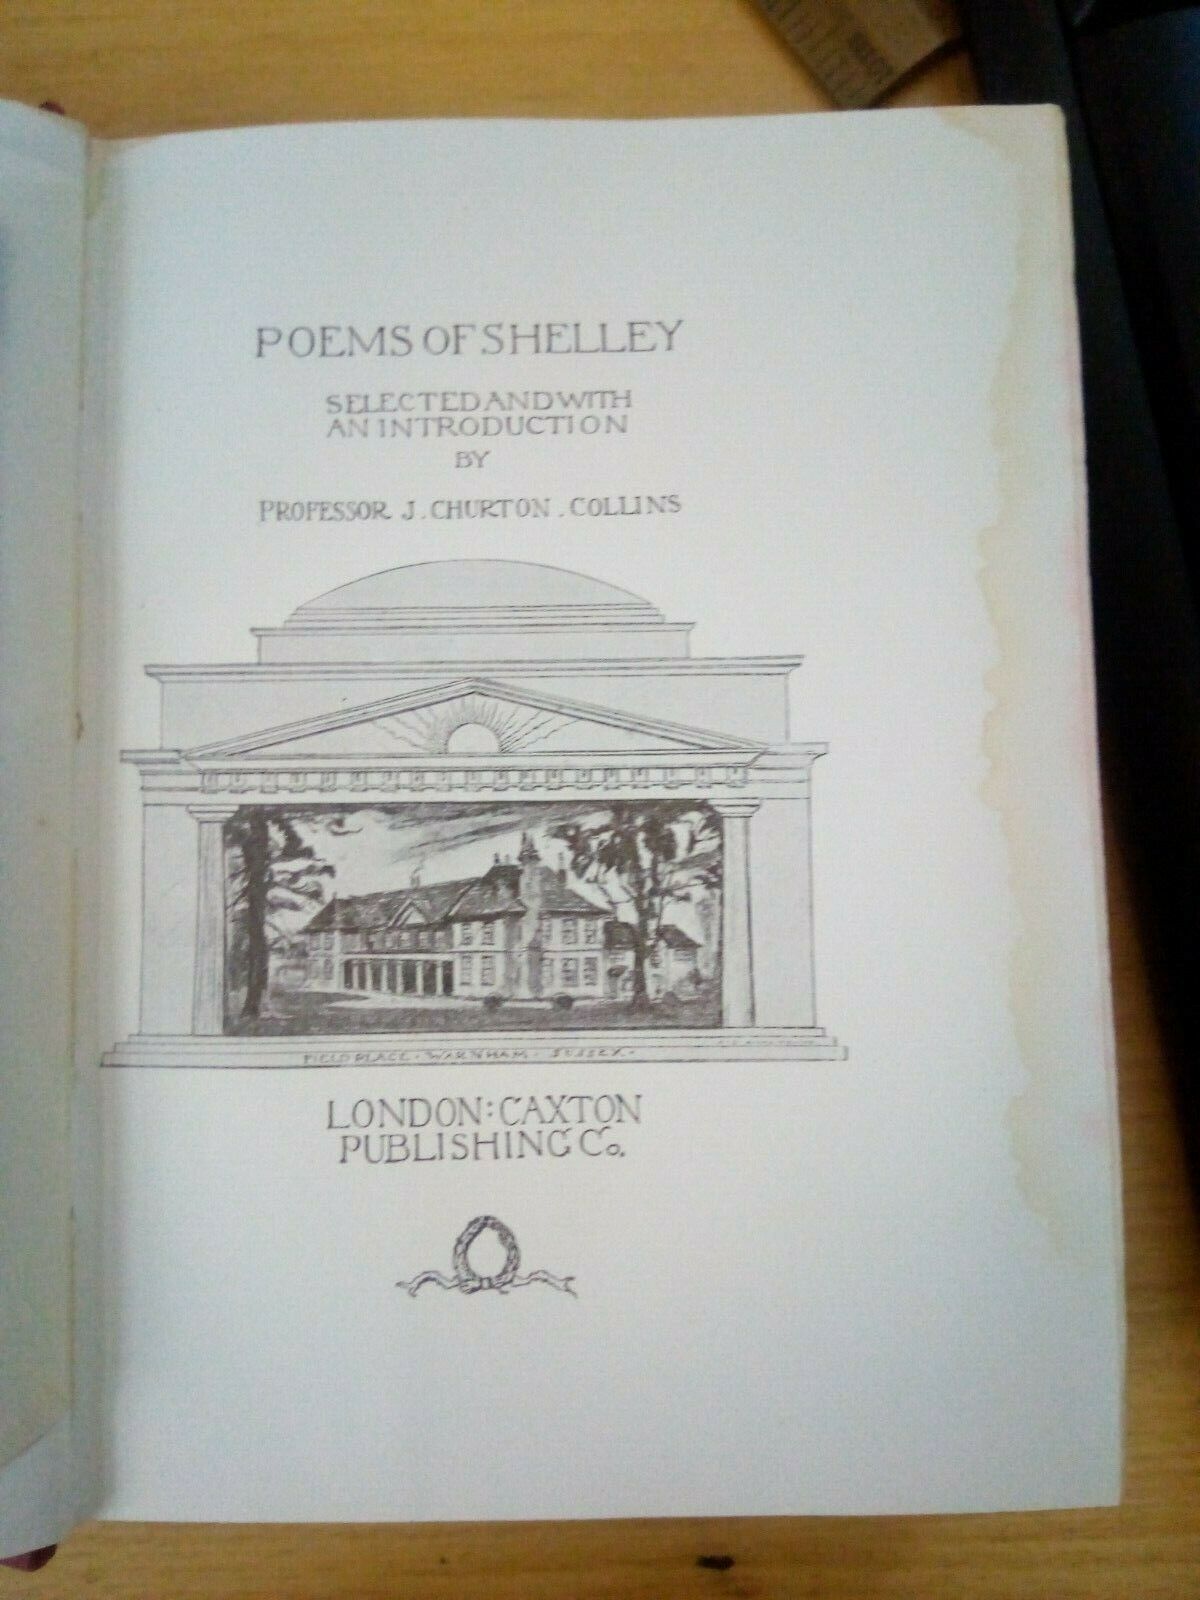 POEMS OF SHELLEY
SELECTED AND WITH
AN INTRODUCTION
BY
PROFESSOR J. CHURTON. COLLINS
FIELD PLACE • WARNHAM • SUSSEX •
LONDON: CAXTON
PUBLISHING Co.